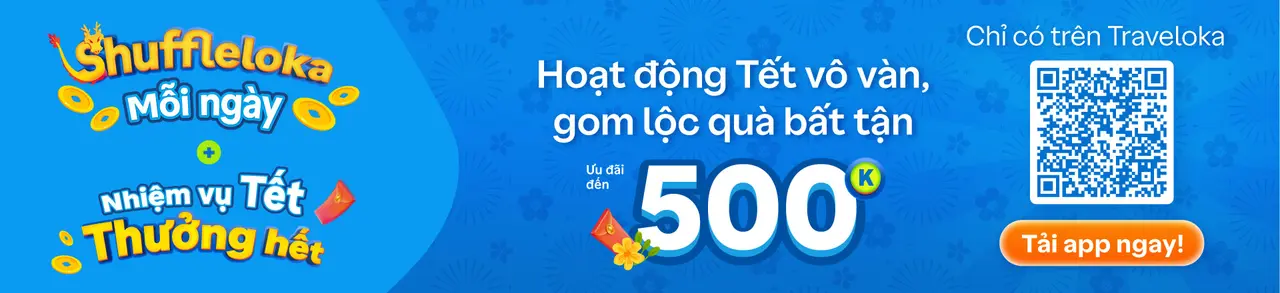 Shuffleloka
Mỗi ngày
+
Nhiệm vụ Tết
Thưởng hết
Hoạt động Tết vô vàn,
gom lộc quà bất tận
Ưu đãi
đến
500K
Chỉ có trên Traveloka
Tải app ngay!